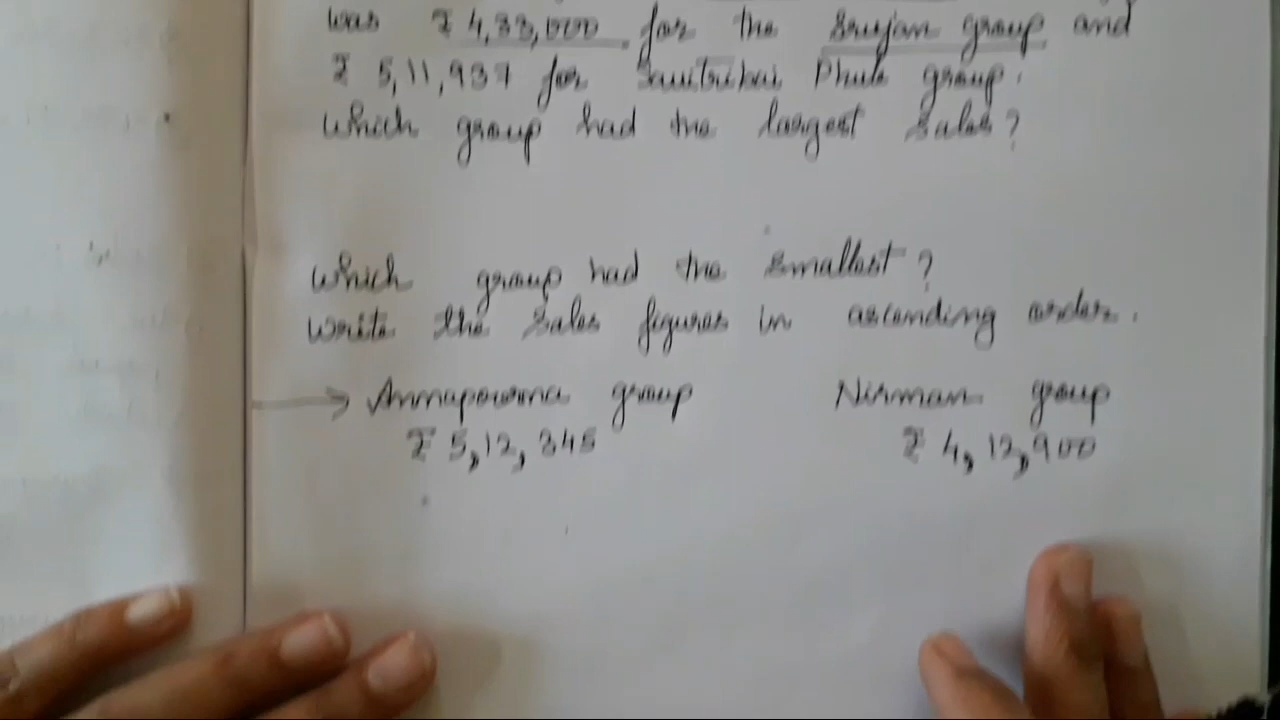 was ₹ 4,33,000 for the Srujan group and
₹ 5,11,937 for Savitribai Phule group.
Which group had the largest sales?
Which group had the smallest?
Write the sales figures in ascending order.
→ Annapurna group Nirman group
₹ 5,12,345 ₹ 4,12,900